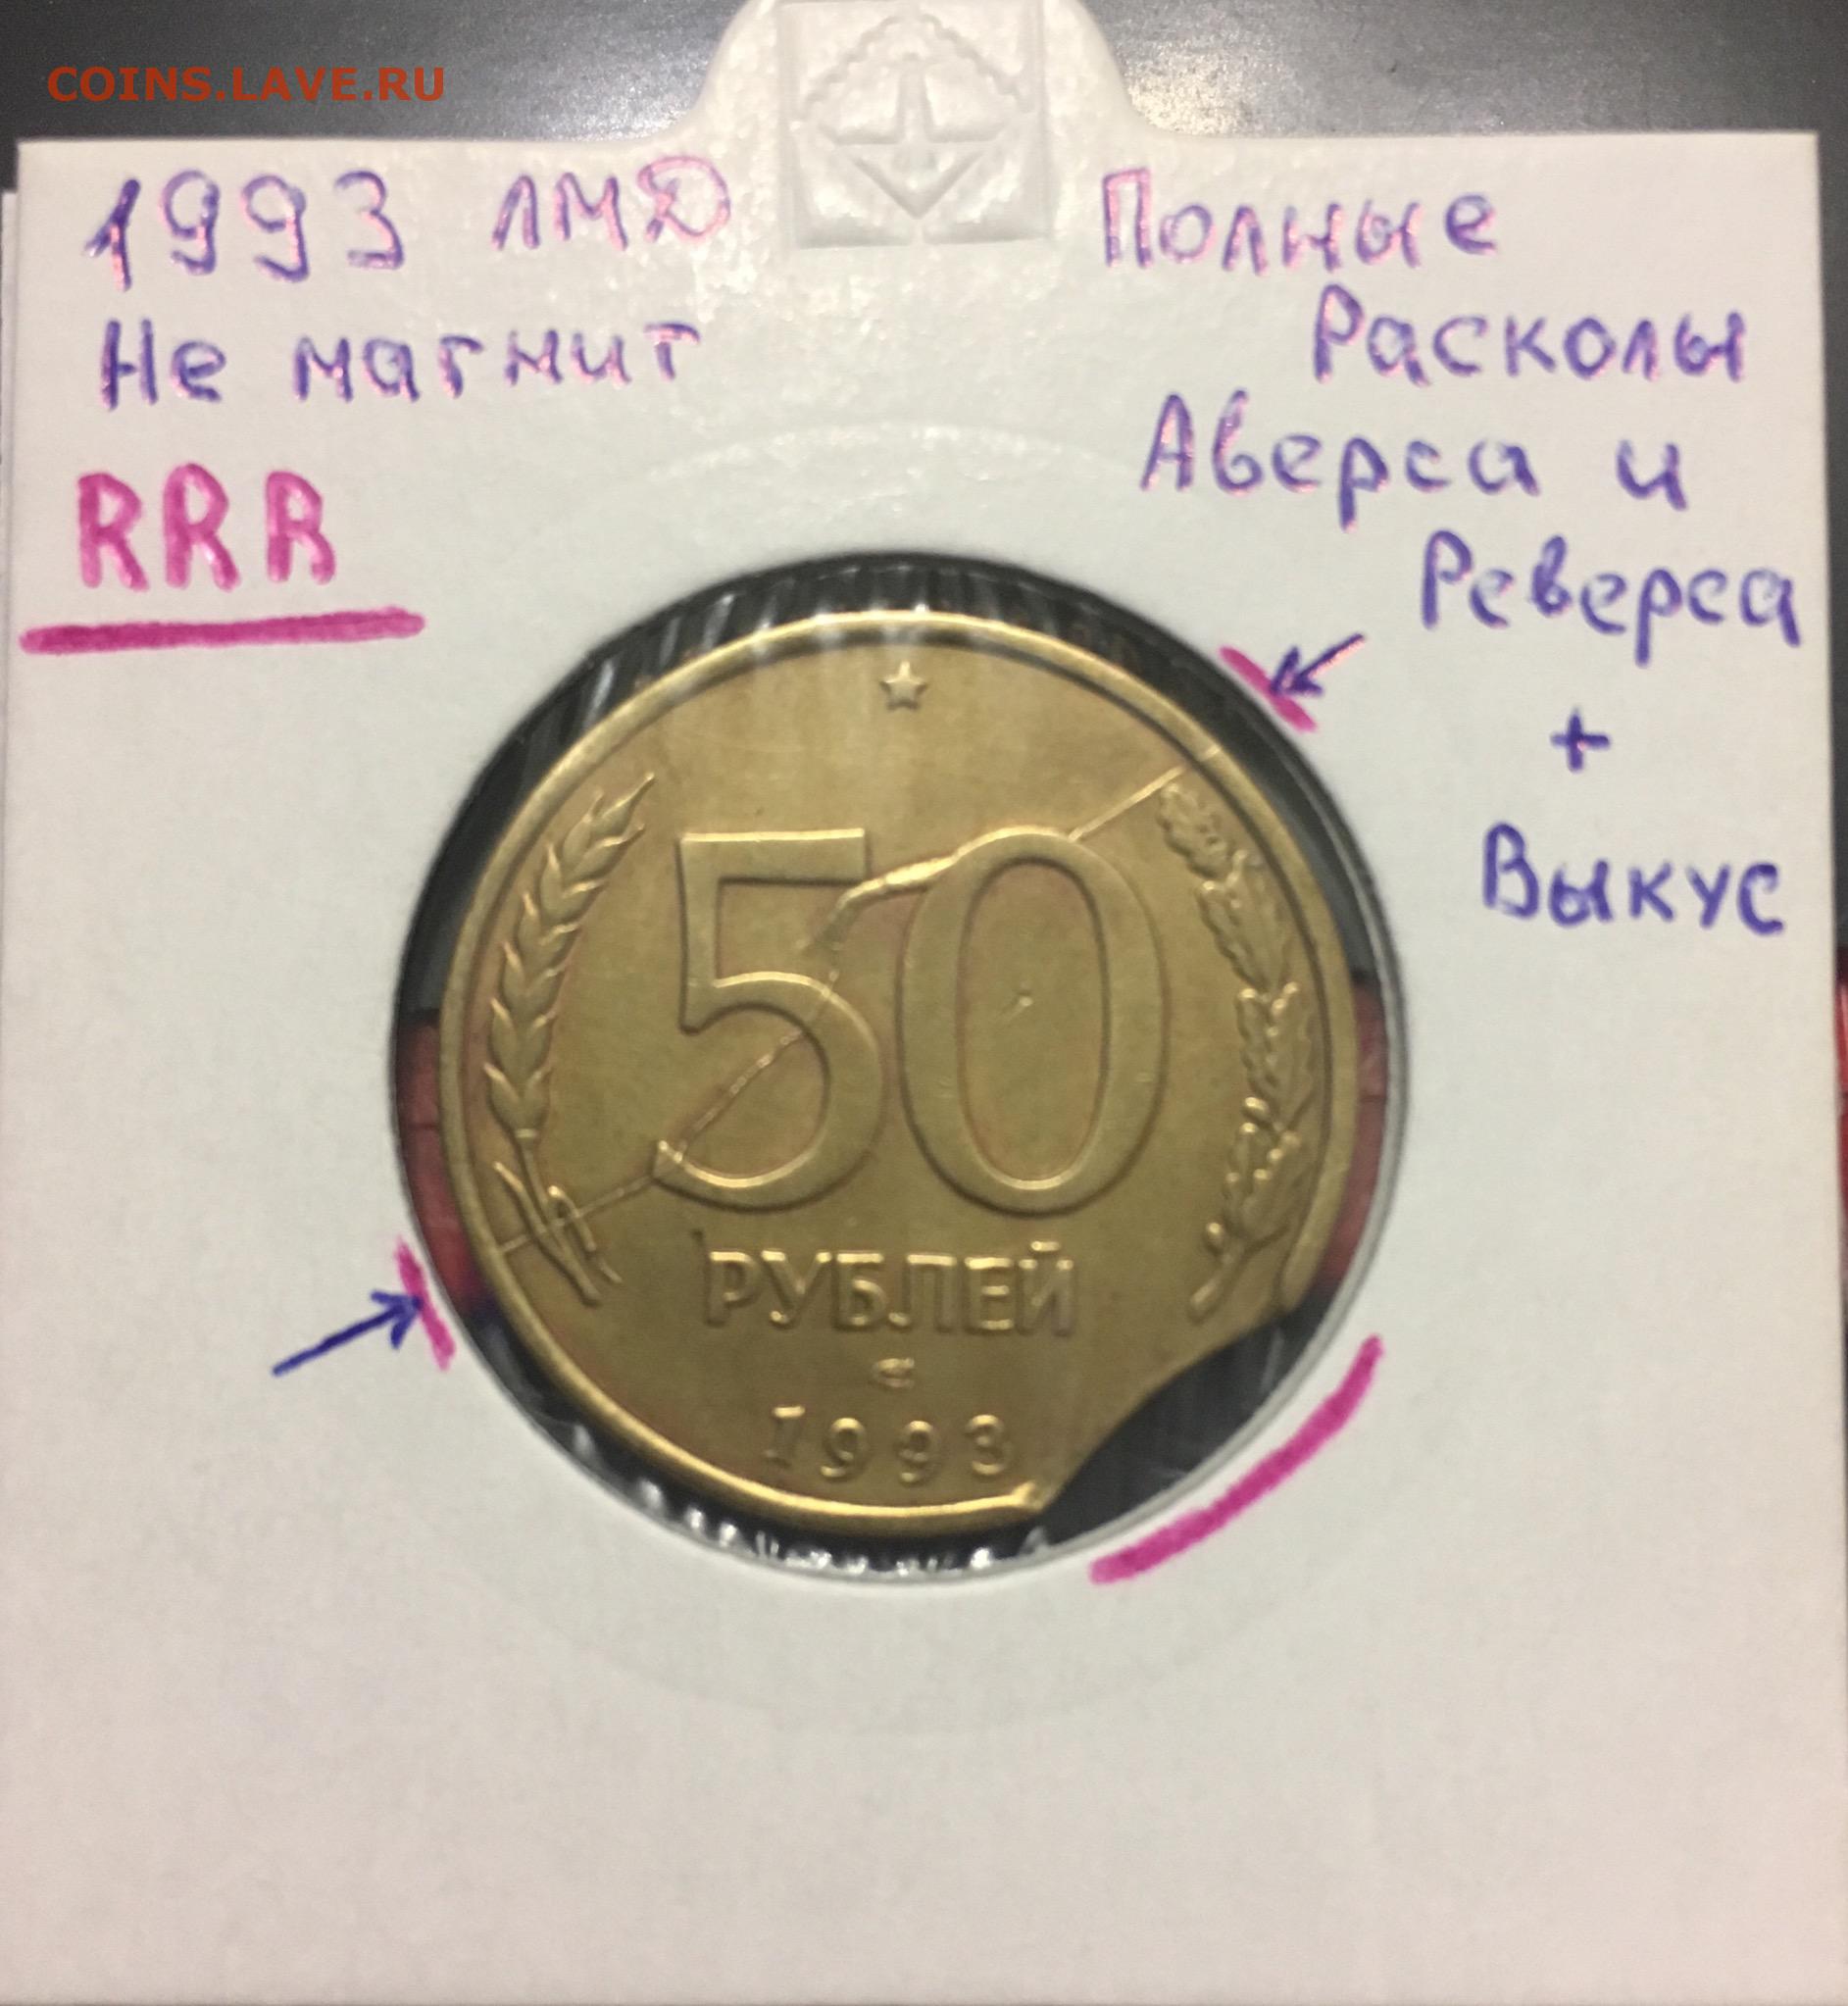 COINS.LAVE.RU
1993 ЛМД
Не магнит
RRR
Полные
Расколы
Аверса и
Реверса
+
Выкус
50
РУБЛЕЙ
1993